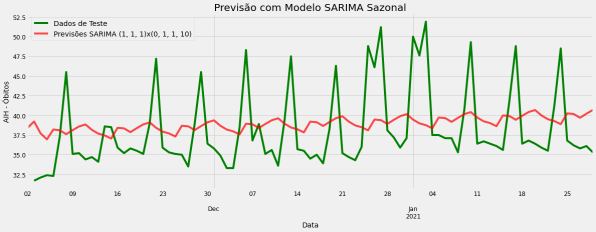 Previsão com Modelo SARIMA Sazonal
Dados de Teste
Previsões SARIMA (1, 1, 1)x(0, 1, 1, 10)
AIH - Óbitos
52.5
50.0
47.5
45.0
42.5
40.0
37.5
35.0
32.5
02 09 16 23 30 07 14 21 28 04 11 18 25
Dec Jan
2021
Data